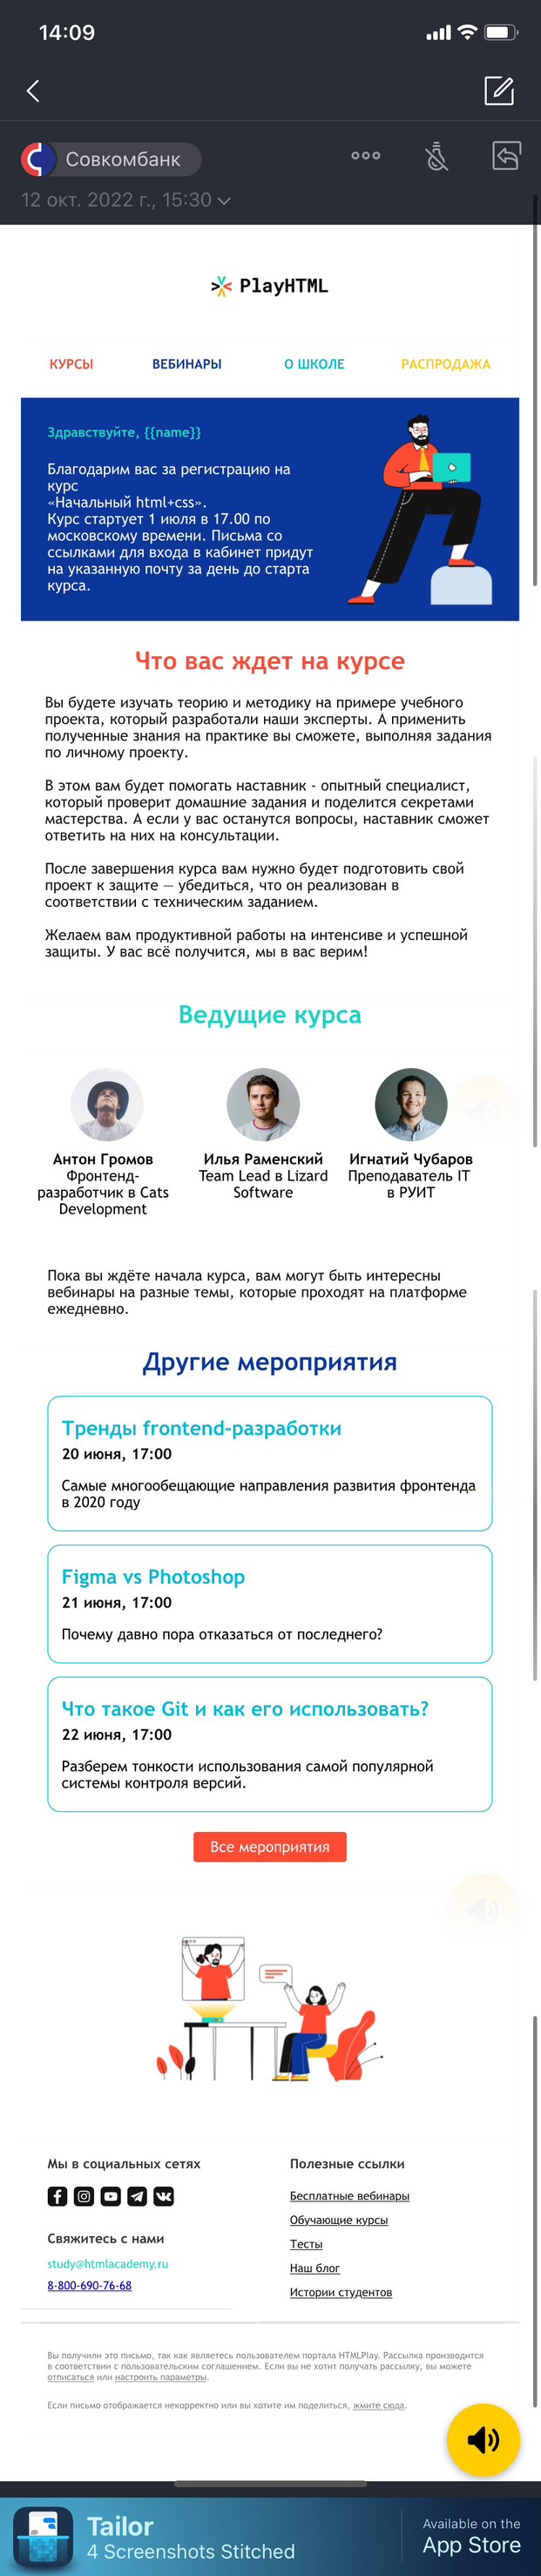 14:09
Совкомбанк
12 окт. 2022 г., 15:30
PlayHTML
КУРСЫ ВЕБИНАРЫ О ШКОЛЕ РАСПРОДАЖА
Здравствуйте, {{name}}
Благодарим вас за регистрацию на
курс
«Начальный html+css».
Курс стартует 1 июля в 17.00 по
московскому времени. Письма со
ссылками для входа в кабинет придут
на указанную почту за день до старта
курса.
Что вас ждет на курсе
Вы будете изучать теорию и методику на примере учебного
проекта, который разработали наши эксперты. А применить
полученные знания на практике вы сможете, выполняя задания
по личному проекту.
В этом вам будет помогать наставник - опытный специалист,
который проверит домашние задания и поделится секретами
мастерства. А если у вас останутся вопросы, наставник сможет
ответить на них на консультации.
После завершения курса вам нужно будет подготовить свой
проект к защите — убедиться, что он реализован в
соответствии с техническим заданием.
Желаем вам продуктивной работы на интенсиве и успешной
защиты. У вас всё получится, мы в вас верим!
Ведущие курса
Антон Громов
Фронтенд-
разработчик в Cats
Development
Илья Раменский
Team Lead в Lizard
Software
Игнатий Чубаров
Преподаватель IT
в РУИТ
Пока вы ждёте начала курса, вам могут быть интересны
вебинары на разные темы, которые проходят на платформе
ежедневно.
Другие мероприятия
Тренды frontend-разработки
20 июня, 17:00
Самые многообещающие направления развития фронтенда
в 2020 году
Figma vs Photoshop
21 июня, 17:00
Почему давно пора отказаться от последнего?
Что такое Git и как его использовать?
22 июня, 17:00
Разберем тонкости использования самой популярной
системы контроля версий.
Все мероприятия
Мы в социальных сетях
Свяжитесь с нами
study@htmlacademy.ru
8-800-690-76-68
Полезные ссылки
Бесплатные вебинары
Обучающие курсы
Тесты
Наш блог
Истории студентов
Вы получили это письмо, так как являетесь пользователем портала HTMLPlay. Рассылка производится
в соответствии с пользовательским соглашением. Если вы не хотит получать рассылку, вы можете
отписаться или настроить параметры.
Если письмо отображается некорректно или вы хотите им поделиться, жмите сюда.
Tailor
4 Screenshots Stitched
Available on the
App Store